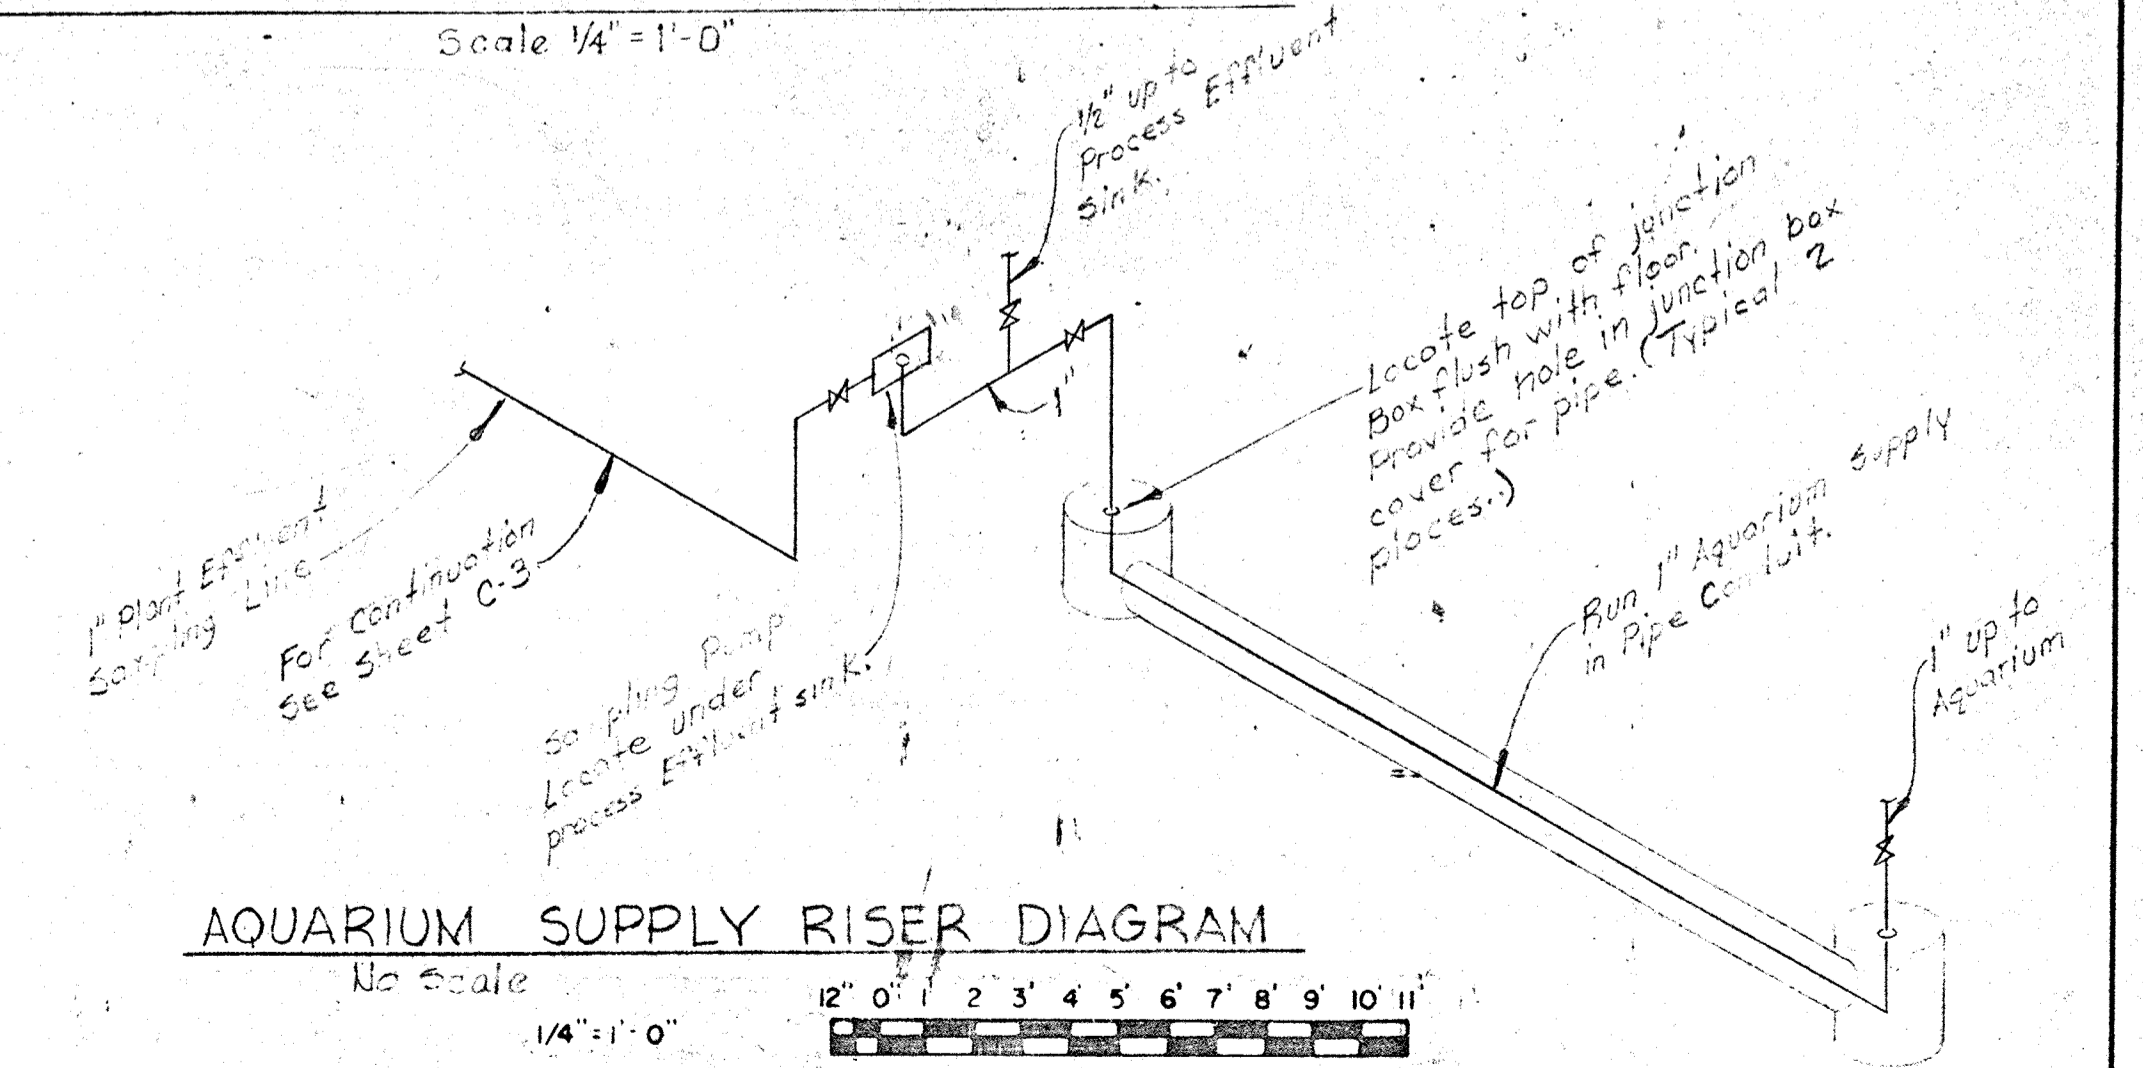 Scale 1/4" = 1'-0"
1/2" up to
Process Effluent
sink.
Locate top of junction
Box flush with floor.
Provide hole in junction box
cover for pipe. (Typical 2
places.)
1"
1" Plant Effluent
Sampling Line
For continuation
See Sheet C-3
Sampling Pump
Locate under
process Effluent sink.
Run 1" Aquarium Supply
in Pipe Conduit.
1" up to
Aquarium
AQUARIUM SUPPLY RISER DIAGRAM
No Scale
1/4" = 1'-0"
12" 0" 1' 2' 3' 4' 5' 6' 7' 8' 9' 10' 11'